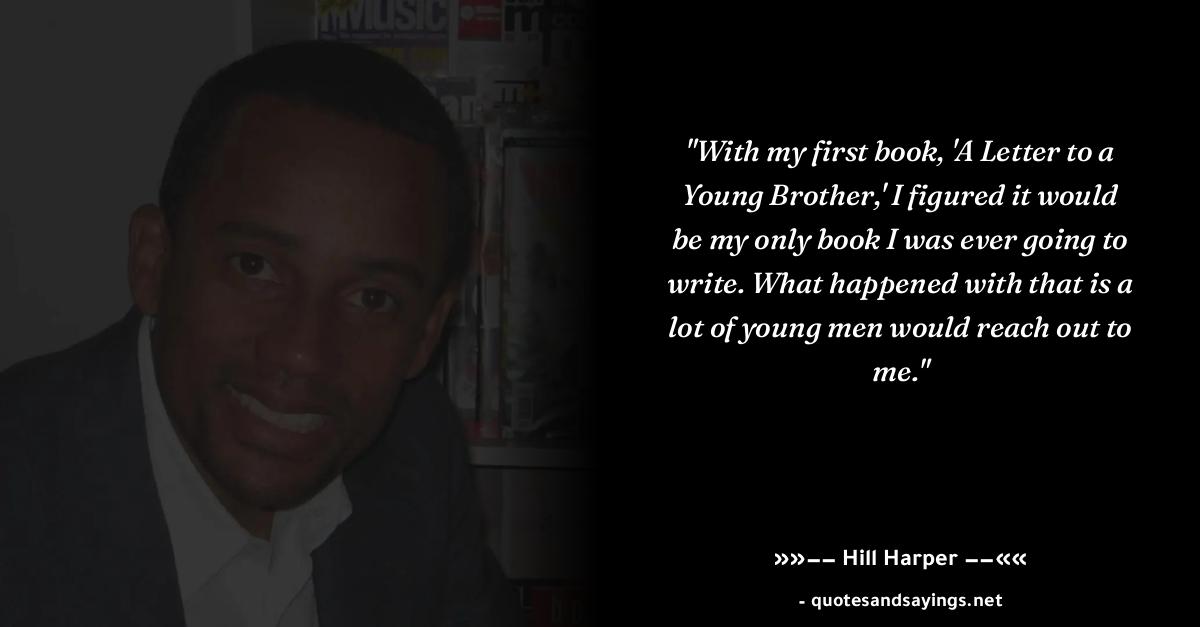 MUSIC
"With my first book, 'A Letter to a
Young Brother,' I figured it would
be my only book I was ever going to
write. What happened with that is a
lot of young men would reach out to
me."
»»–– Hill Harper ––««
- quotesandsayings.net